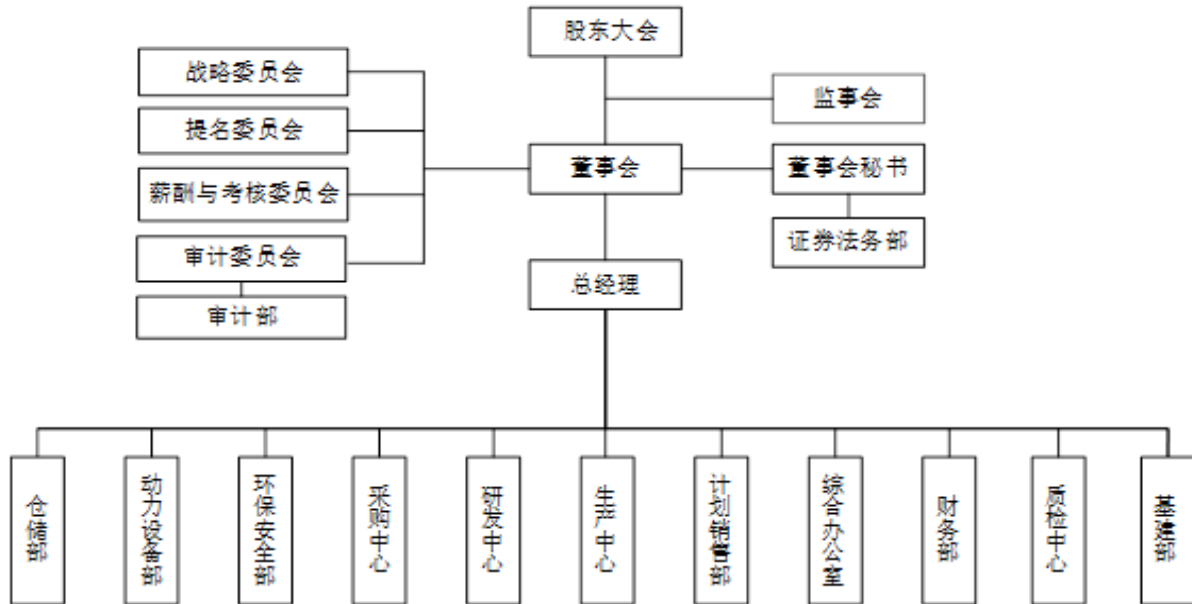 股东大会
战略委员会
监事会
提名委员会
董事会
董事会秘书
薪酬与考核委员会
证券法务部
审计委员会
总经理
审计部
仓储部
动力设备部
环保安全部
采购中心
研发中心
生产中心
计划销售部
综合办公室
财务部
质检中心
基建部